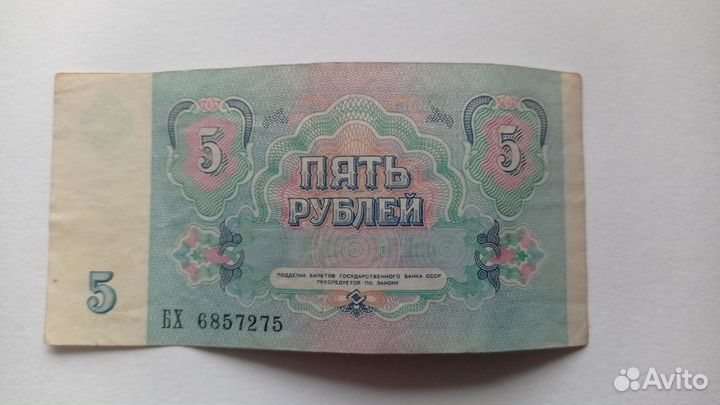 5
5
ПЯТЬ
РУБЛЕЙ
ПОДДЕЛКА БИЛЕТОВ ГОСУДАРСТВЕННОГО БАНКА СССР
ПРЕСЛЕДУЕТСЯ ПО ЗАКОНУ
5
БХ 6857275
Avito